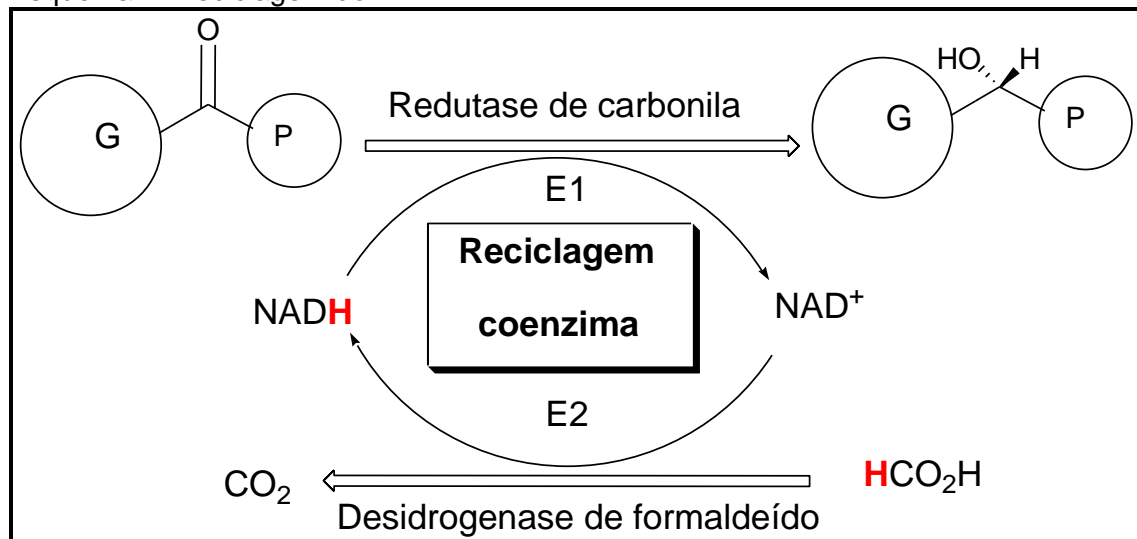 O
G
P
Redutase de carbonila
HO
H
G
P
E1
Reciclagem
coenzima
NADH
NAD+
E2
CO2
HCO2H
Desidrogenase de formaldeído